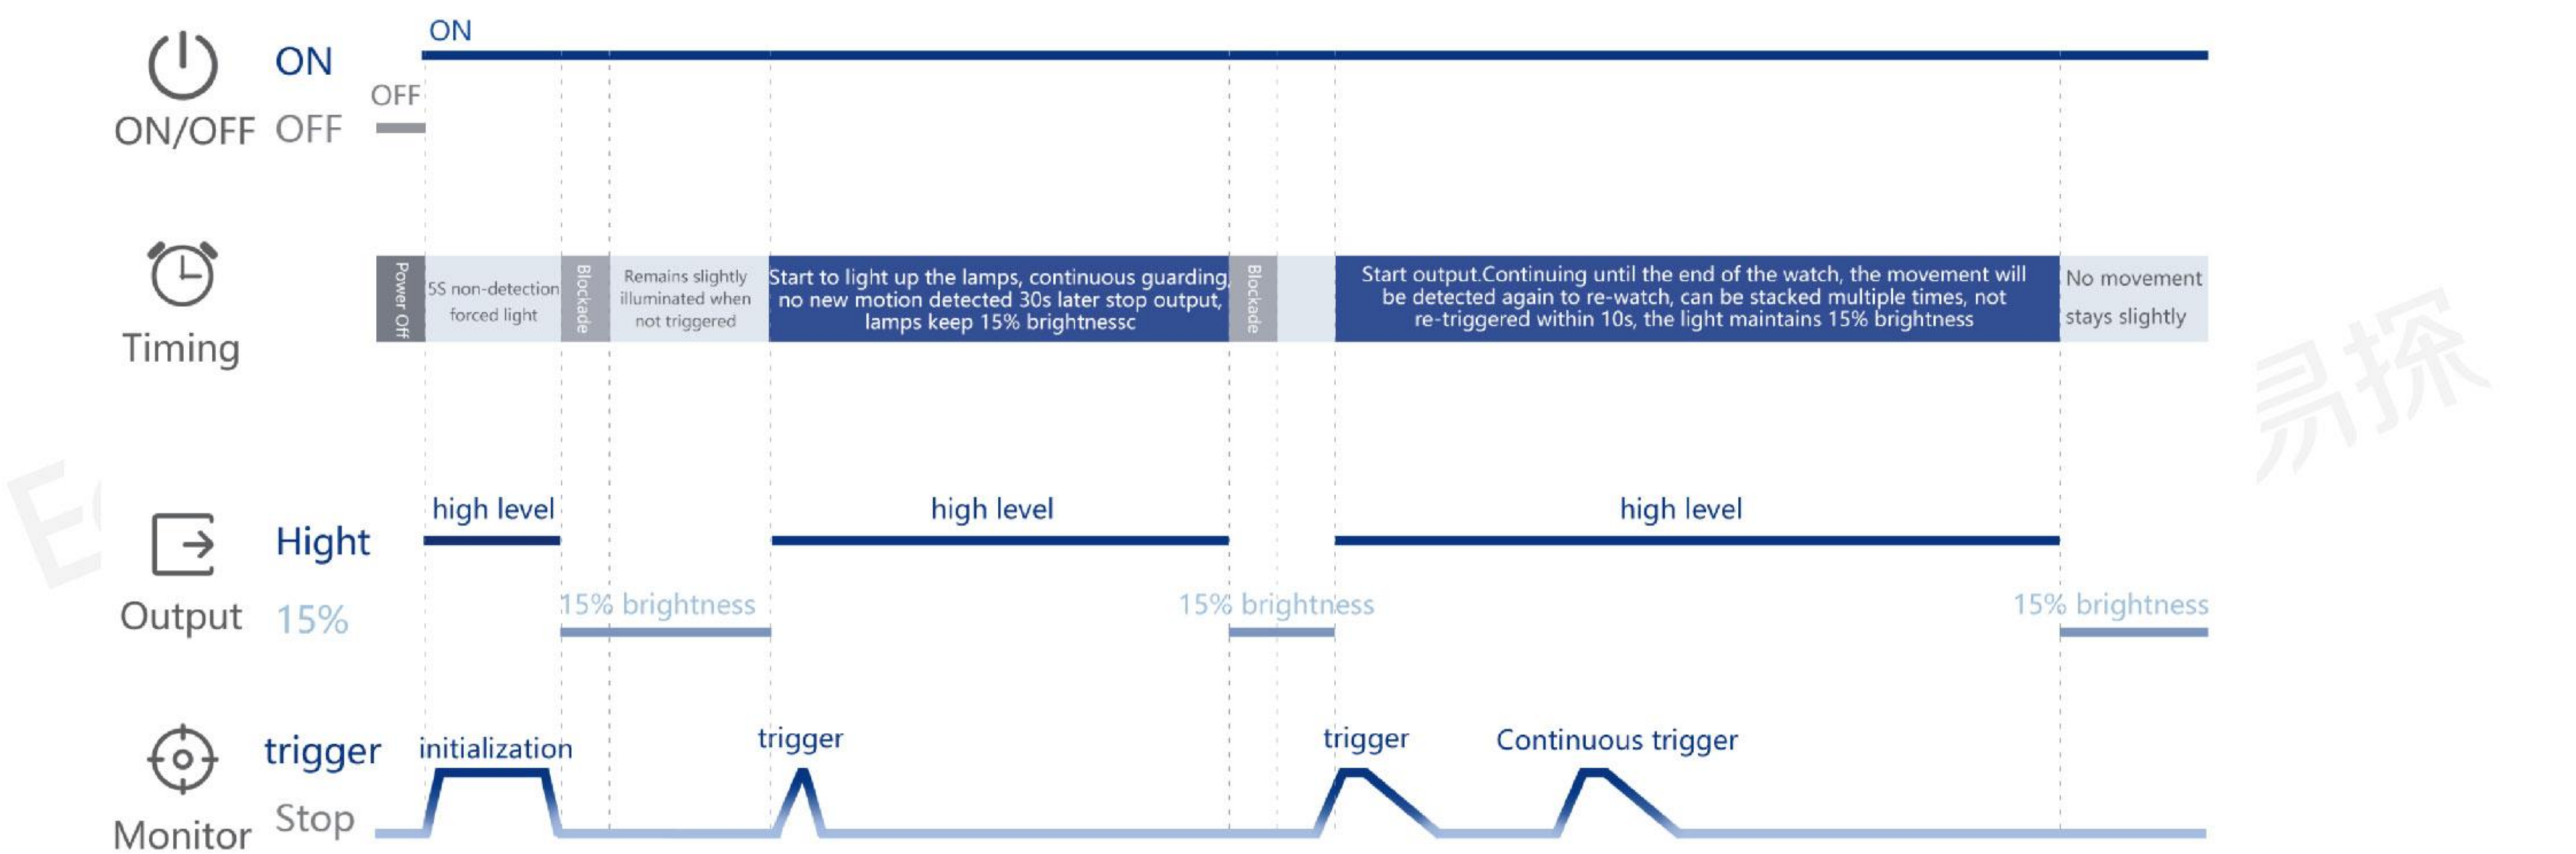 ON
ON
OFF
ON/OFF
OFF
Power Off
5S non-detection
forced light
Blockade
Remains slightly
illuminated when
not triggered
Start to light up the lamps, continuous guarding,
no new motion detected 30s later stop output,
lamps keep 15% brightnessc
Blockade
Start output.Continuing until the end of the watch, the movement will
be detected again to re-watch, can be stacked multiple times, not
re-triggered within 10s, the light maintains 15% brightness
No movement
stays slightly
Timing
high level
high level
high level
Hight
15% brightness
15% brightness
15% brightness
Output
15%
trigger
initialization
trigger
trigger
Continuous trigger
Stop
Monitor
易探